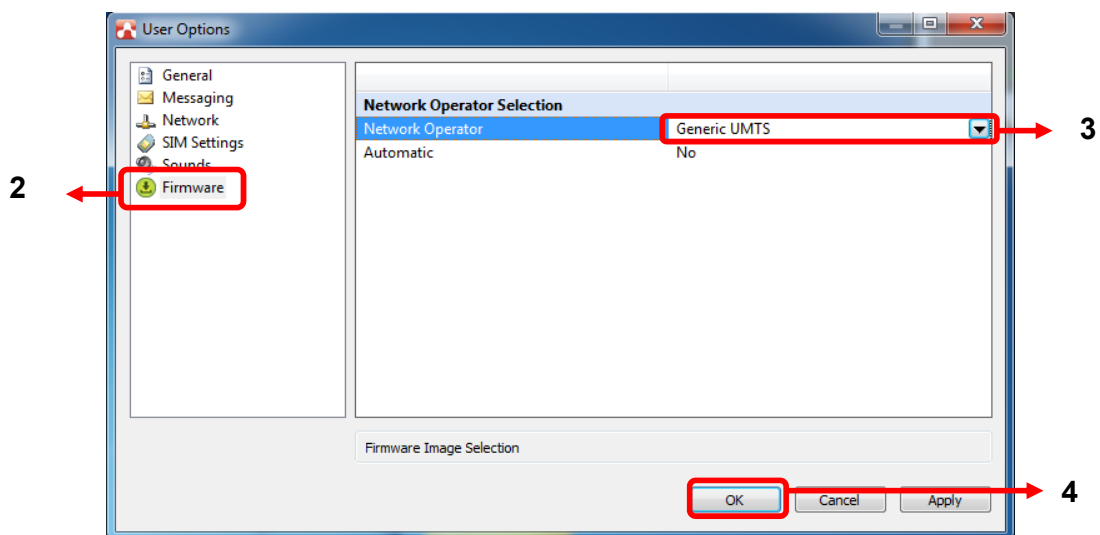 User Options
General
Messaging
Network
SIM Settings
Sounds
Firmware
2
Network Operator Selection
Network Operator Generic UMTS
3
Automatic No
Firmware Image Selection
OK Cancel Apply
4